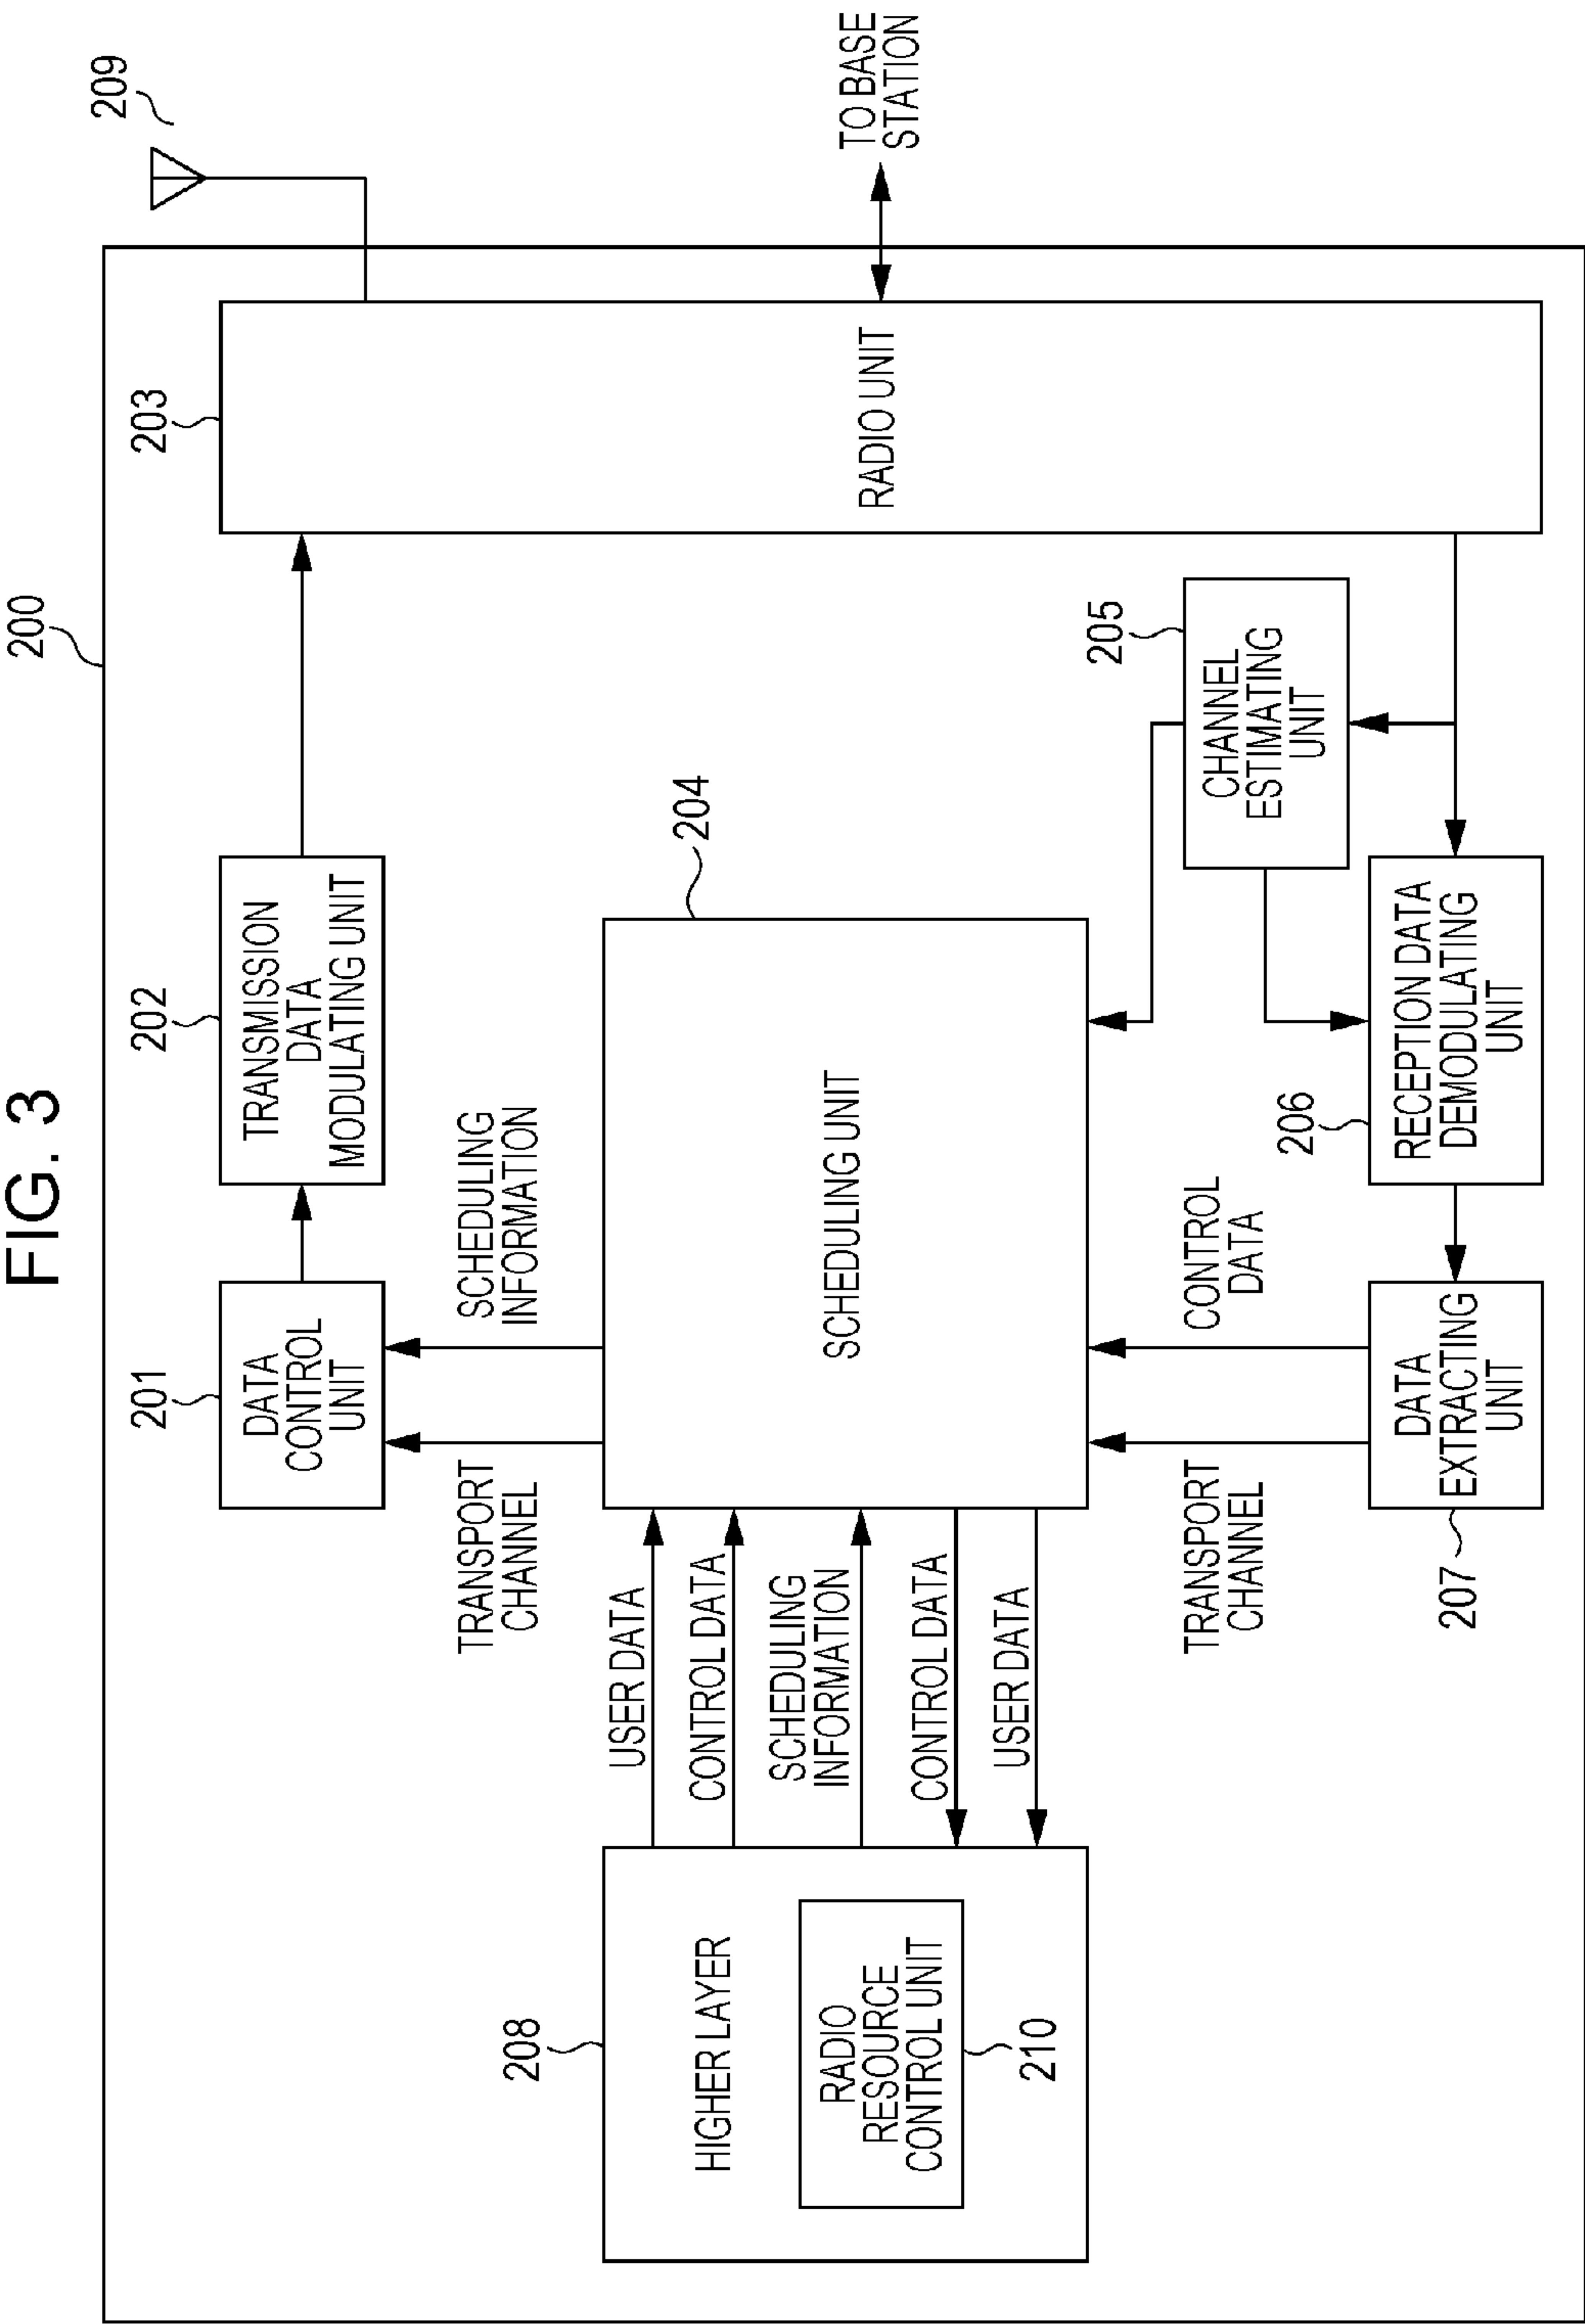 FIG. 3
200
209
201
DATA
CONTROL
UNIT
202
TRANSMISSION
DATA
MODULATING UNIT
203
RADIO UNIT
TO BASE
STATION
TRANSPORT
CHANNEL
SCHEDULING
INFORMATION
208
HIGHER LAYER
RADIO
RESOURCE
CONTROL UNIT
210
USER DATA
CONTROL DATA
SCHEDULING
INFORMATION
CONTROL DATA
USER DATA
204
SCHEDULING UNIT
205
CHANNEL
ESTIMATING
UNIT
TRANSPORT
CHANNEL
CONTROL
DATA
207
DATA
EXTRACTING
UNIT
206
RECEPTION DATA
DEMODULATING
UNIT